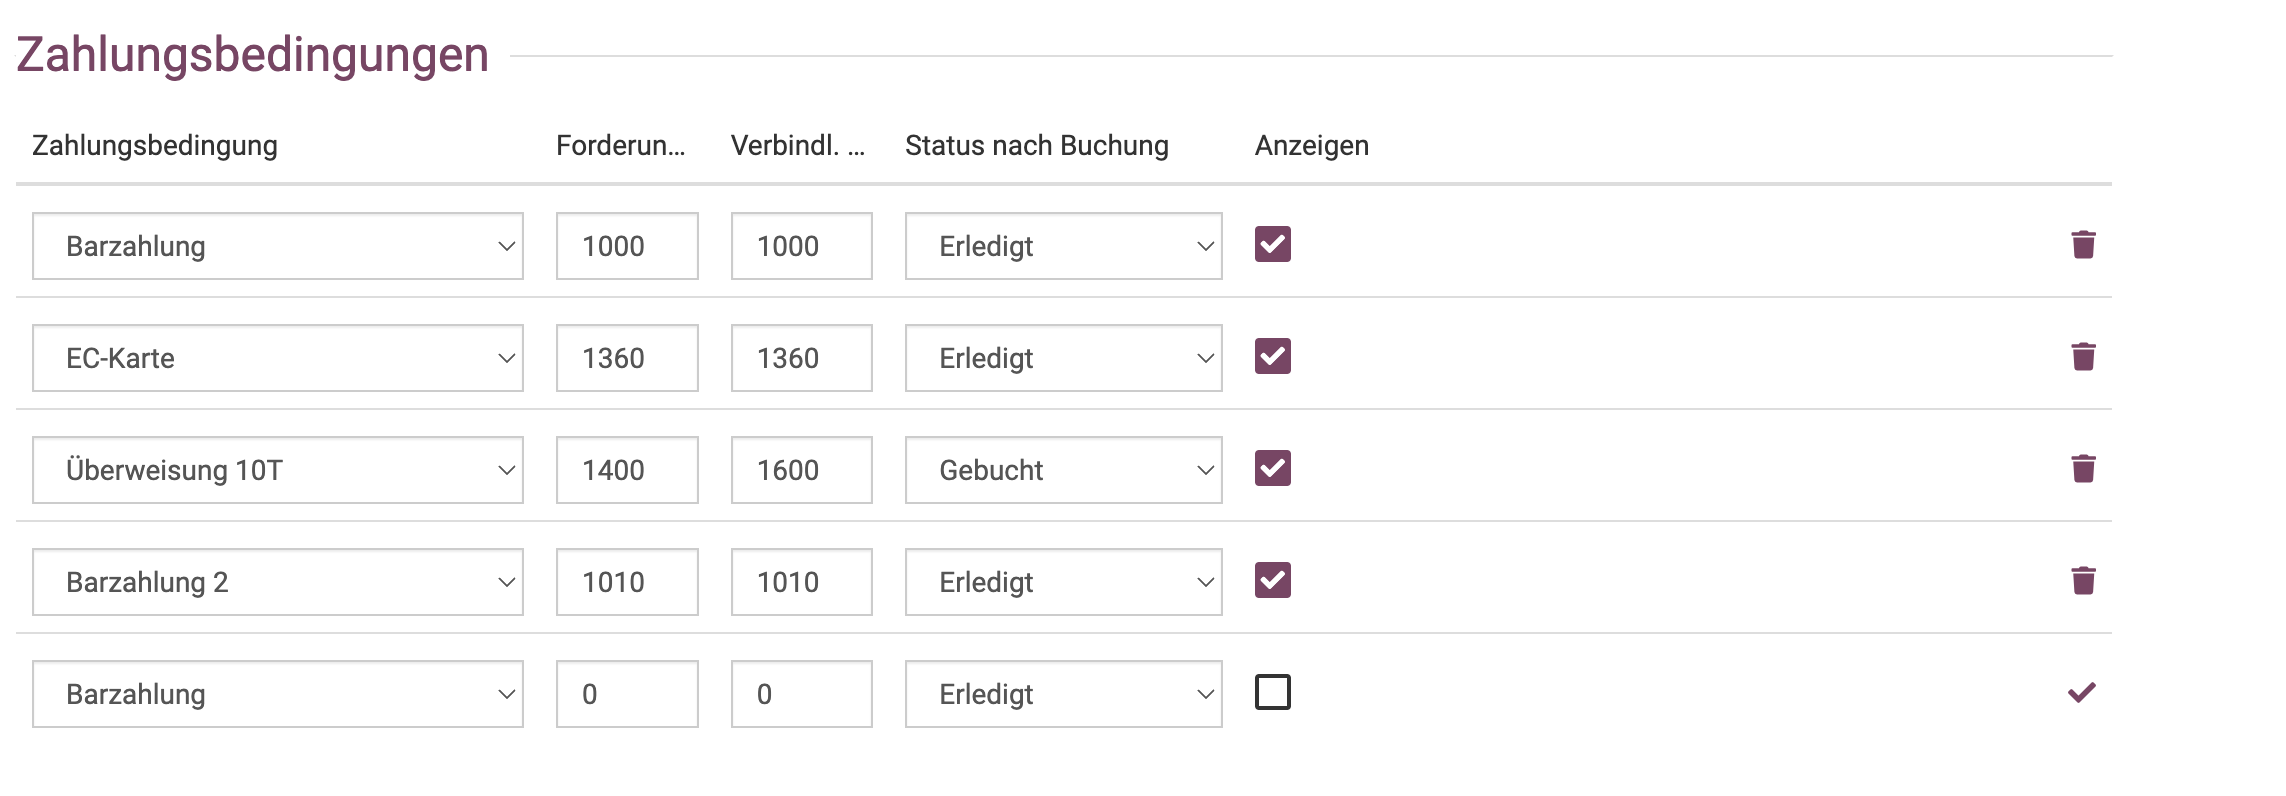 Zahlungsbedingungen
Zahlungsbedingung Forderun... Verbindl. ... Status nach Buchung Anzeigen
Barzahlung 1000 1000 Erledigt
EC-Karte 1360 1360 Erledigt
Überweisung 10T 1400 1600 Gebucht
Barzahlung 2 1010 1010 Erledigt
Barzahlung 0 0 Erledigt